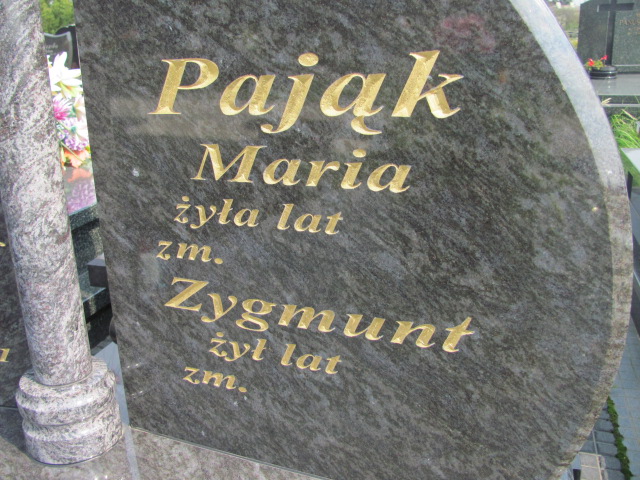 Pająk
Maria
żyła lat
zm.
Zygmunt
żył lat
zm.